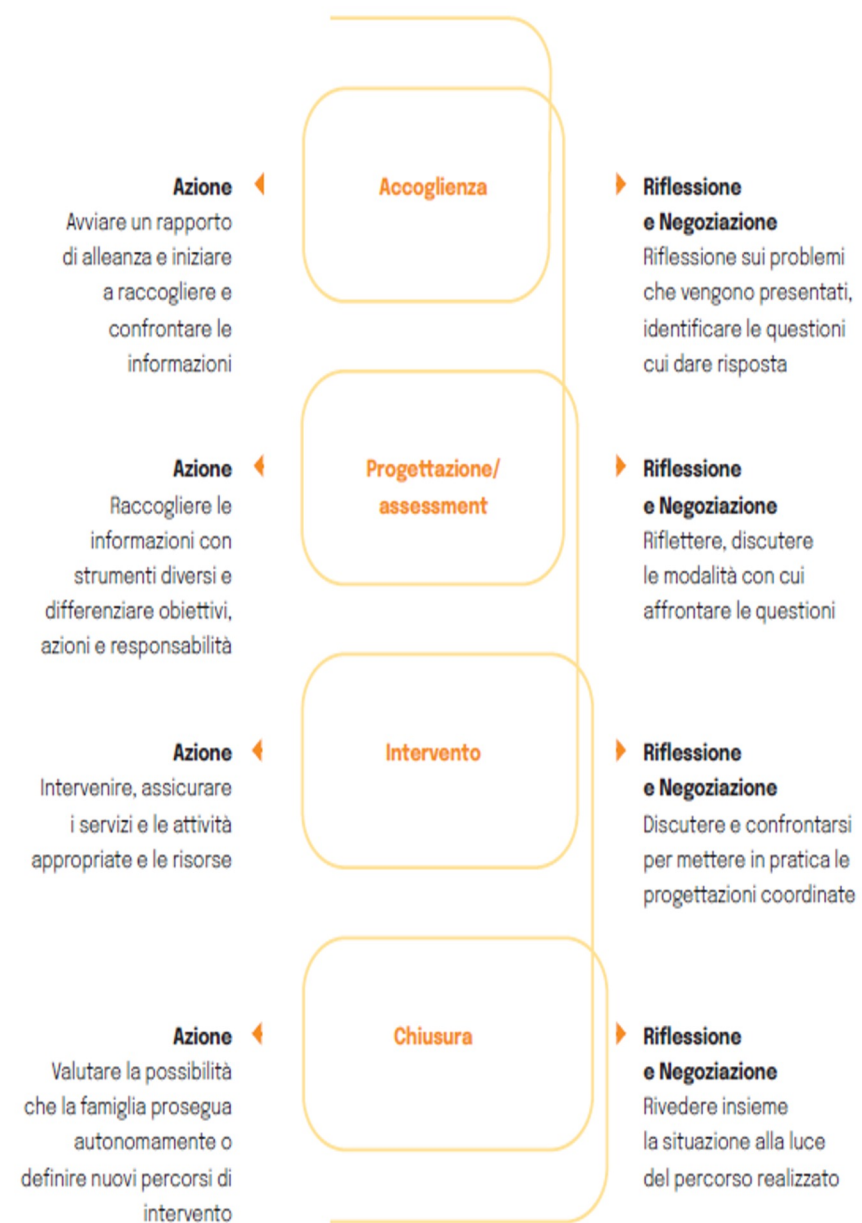 Azione
Avviare un rapporto
di alleanza e iniziare
a raccogliere e
confrontare le
informazioni
Accoglienza
Riflessione
e Negoziazione
Riflessione sui problemi
che vengono presentati,
identificare le questioni
cui dare risposta
Azione
Raccogliere le
informazioni con
strumenti diversi e
differenziare obiettivi,
azioni e responsabilità
Progettazione/
assessment
Riflessione
e Negoziazione
Riflettere, discutere
le modalità con cui
affrontare le questioni
Azione
Intervenire, assicurare
i servizi e le attività
appropriate e le risorse
Intervento
Riflessione
e Negoziazione
Discutere e confrontarsi
per mettere in pratica le
progettazioni coordinate
Azione
Valutare la possibilità
che la famiglia prosegua
autonomamente o
definire nuovi percorsi di
intervento
Chiusura
Riflessione
e Negoziazione
Rivedere insieme
la situazione alla luce
del percorso realizzato